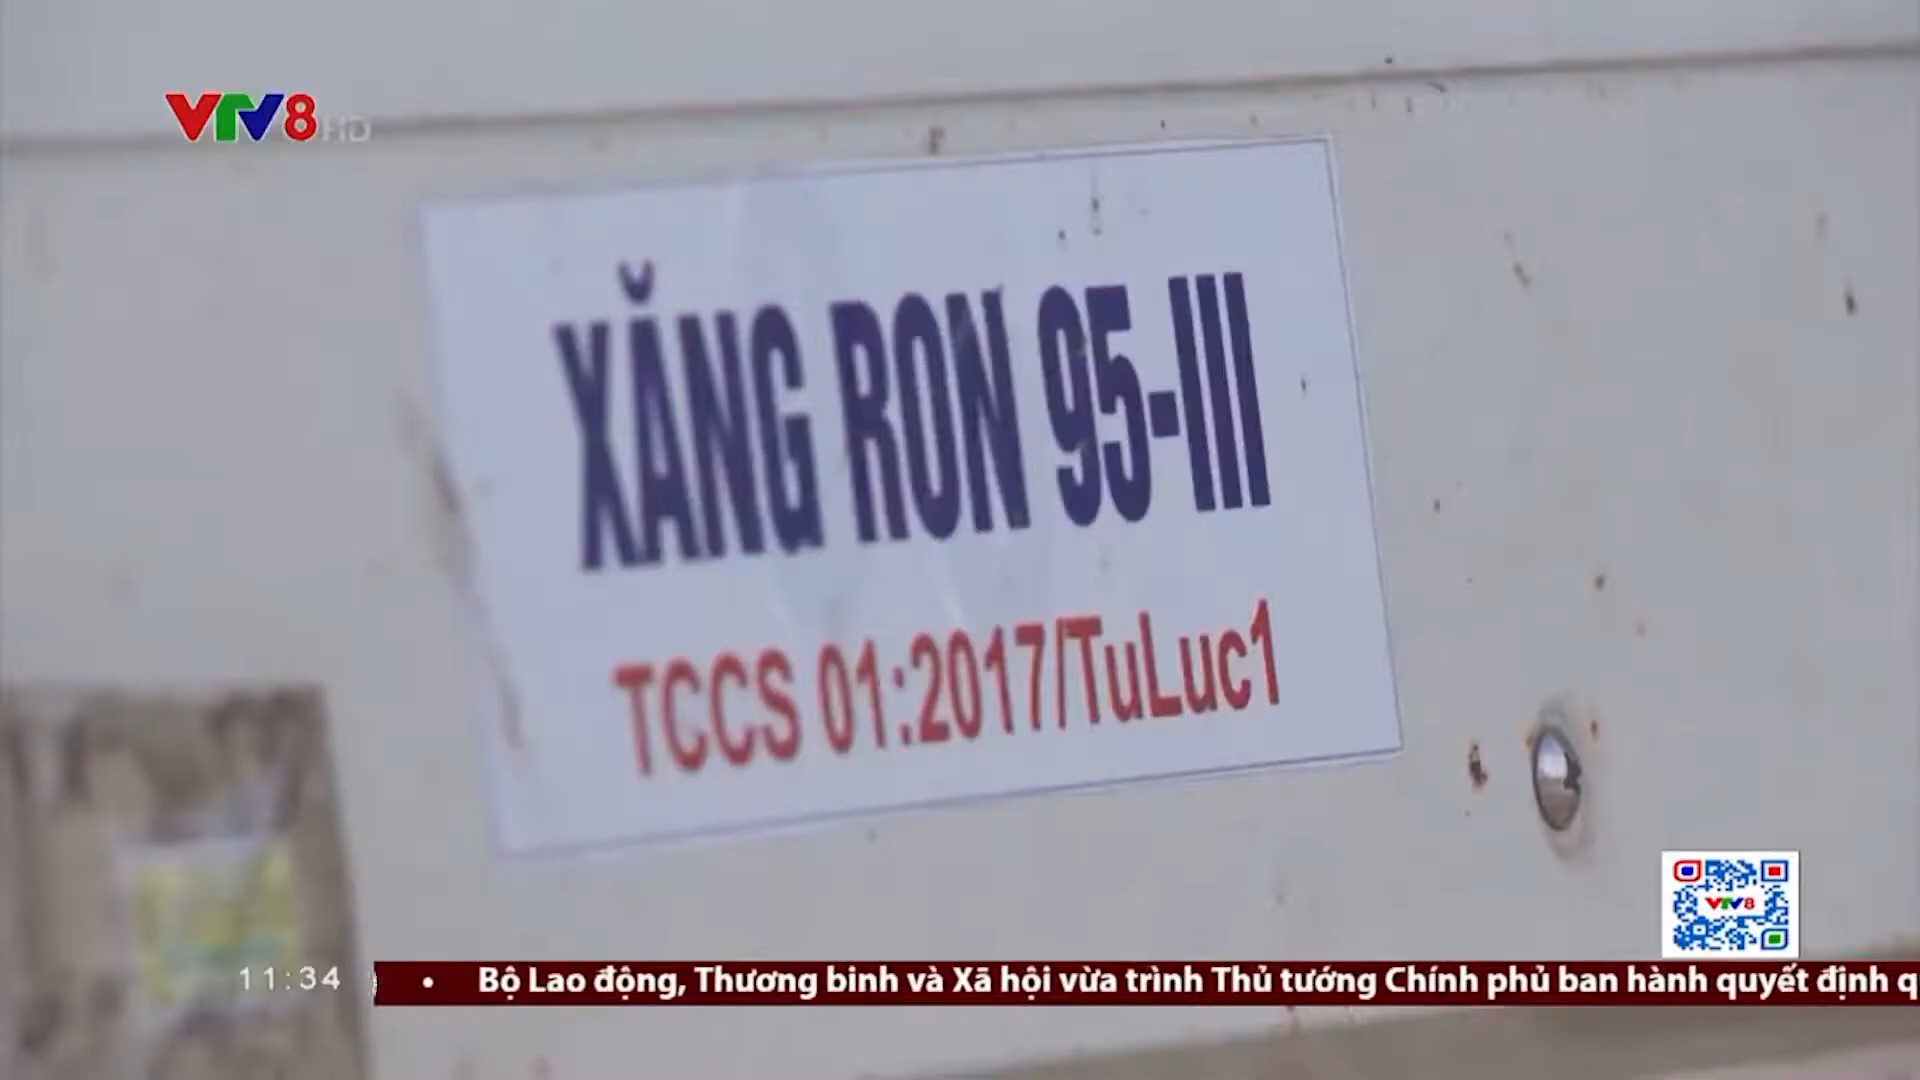 VTV8 HD
XĂNG RON 95-III
TCCS 01:2017/TuLuc1
VTV8
11:34
• Bộ Lao động, Thương binh và Xã hội vừa trình Thủ tướng Chính phủ ban hành quyết định q